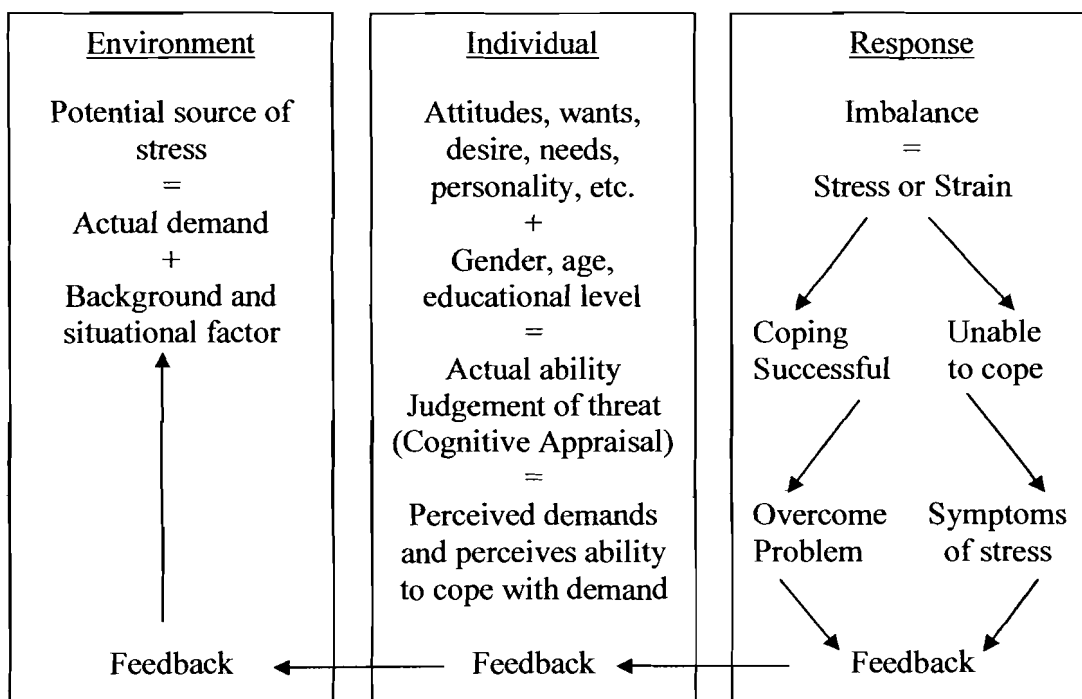 Environment
Potential source of
stress
=
Actual demand
+
Background and
situational factor
Feedback
Individual
Attitudes, wants,
desire, needs,
personality, etc.
+
Gender, age,
educational level
=
Actual ability
Judgement of threat
(Cognitive Appraisal)
=
Perceived demands
and perceives ability
to cope with demand
Feedback
Response
Imbalance
=
Stress or Strain
Coping
Successful
Unable
to cope
Overcome
Problem
Symptoms
of stress
Feedback